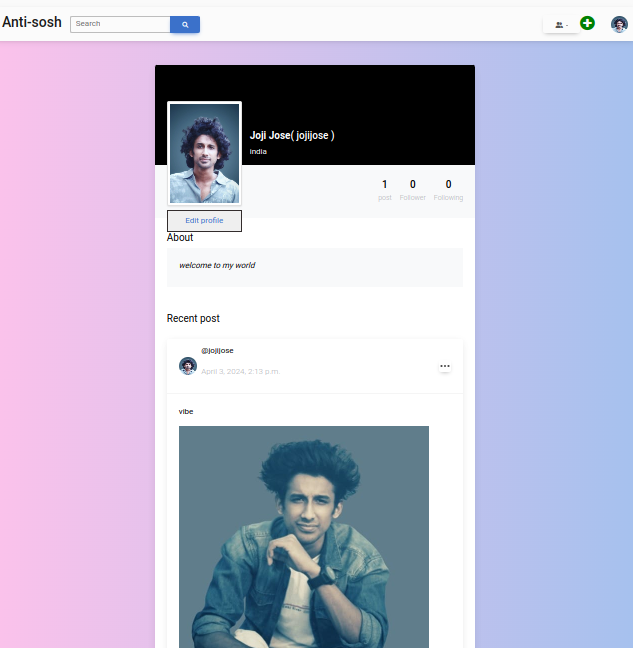 Anti-sosh
Search
Joji Jose( jojijose )
india
1 0 0
post Follower Following
Edit profile
About
welcome to my world
Recent post
@jojijose
April 3, 2024, 2:13 p.m.
vibe